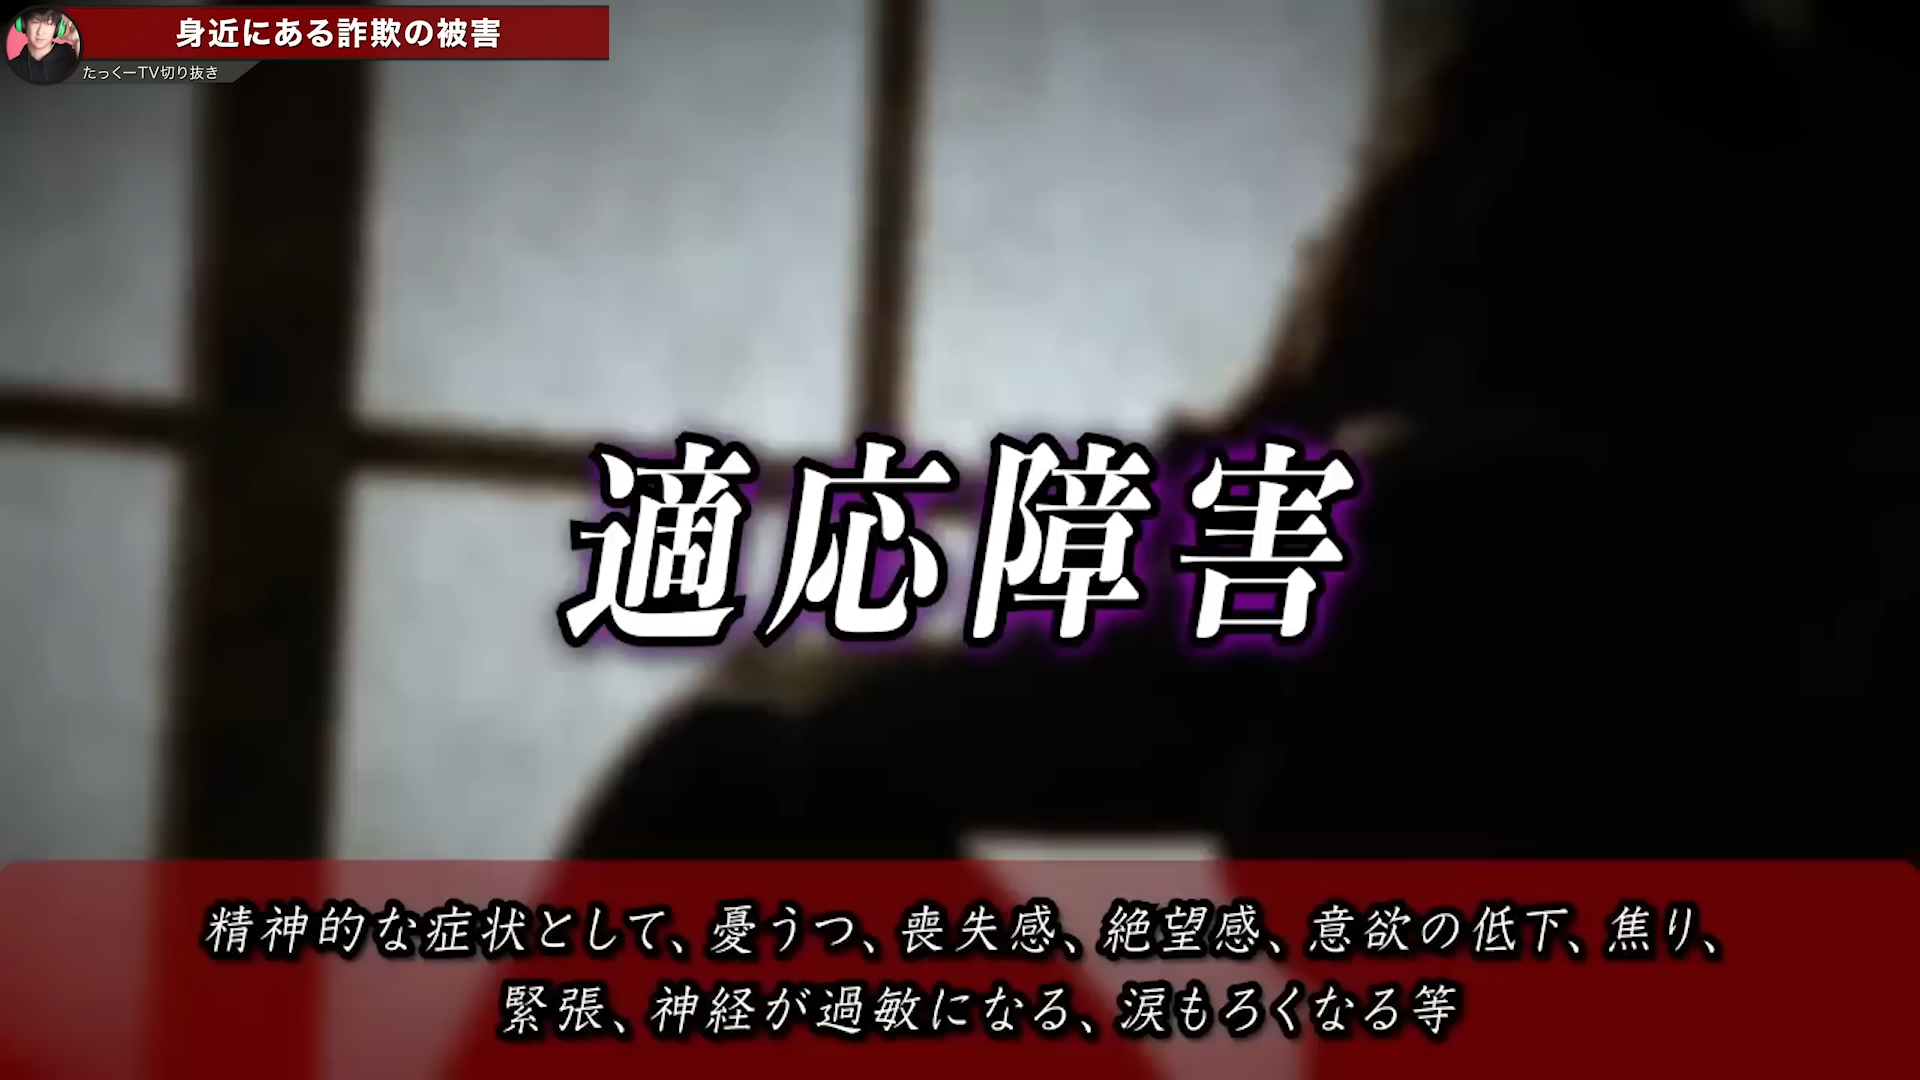 身近にある詐欺の被害
たっくーTV切り抜き
適応障害
精神的な症状として、憂うつ、喪失感、絶望感、意欲の低下、焦り、
緊張、神経が過敏になる、涙もろくなる等